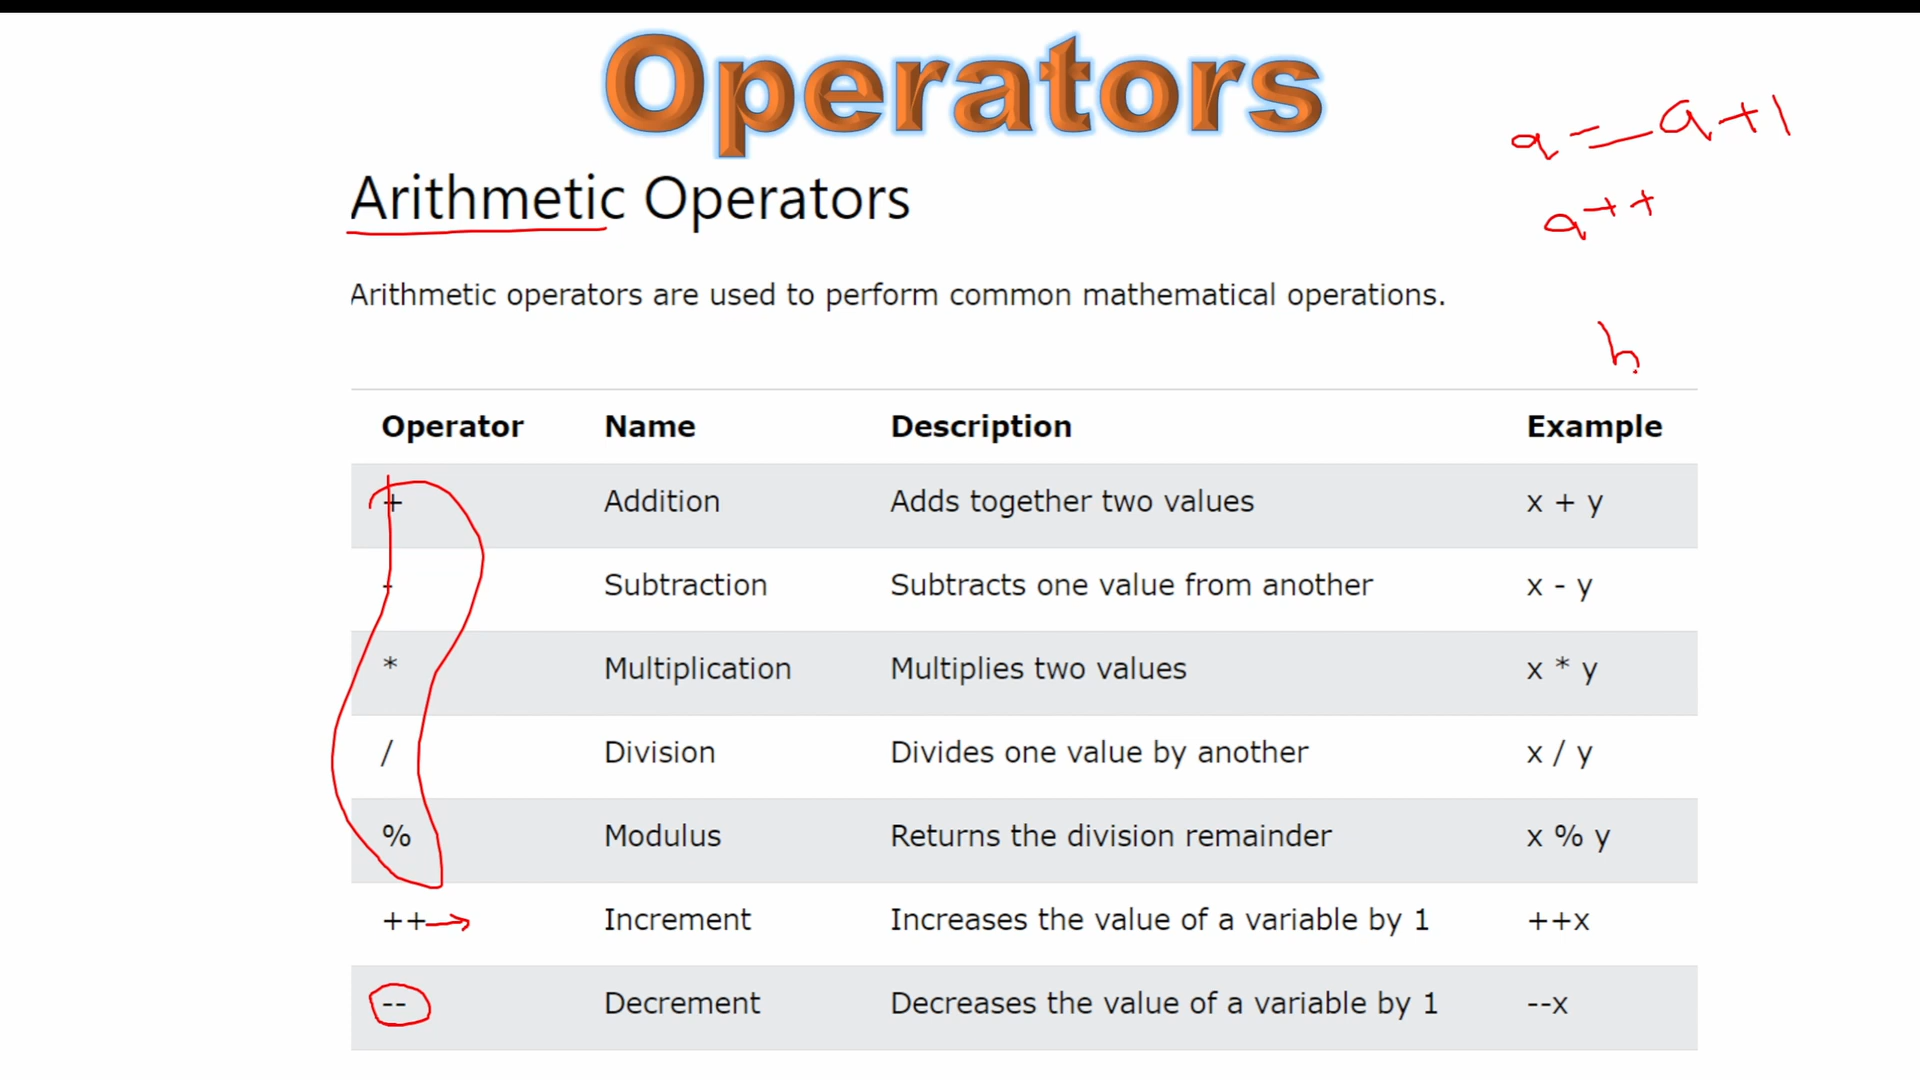 Operators
a = a + 1
Arithmetic Operators
a++
Arithmetic operators are used to perform common mathematical operations.
Operator Name Description Example
+ Addition Adds together two values x + y
- Subtraction Subtracts one value from another x - y
* Multiplication Multiplies two values x * y
/ Division Divides one value by another x / y
% Modulus Returns the division remainder x % y
++ Increment Increases the value of a variable by 1 ++x
-- Decrement Decreases the value of a variable by 1 --x